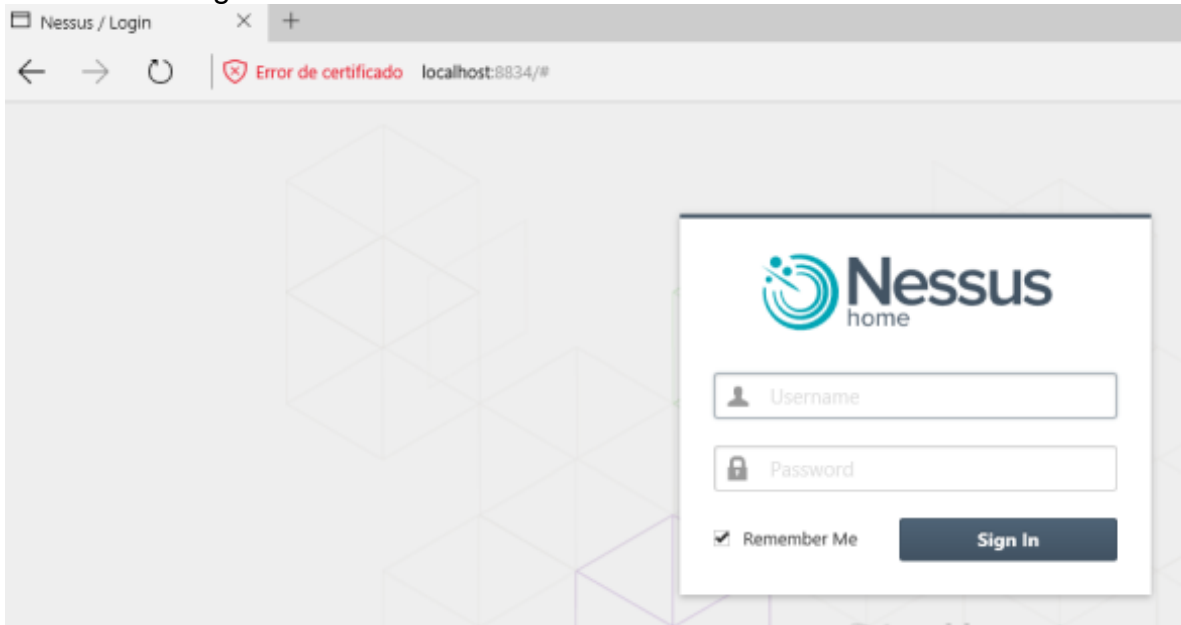 Nessus / Login
Error de certificado localhost:8834/#
Nessus
home
Username
Password
Remember Me
Sign In